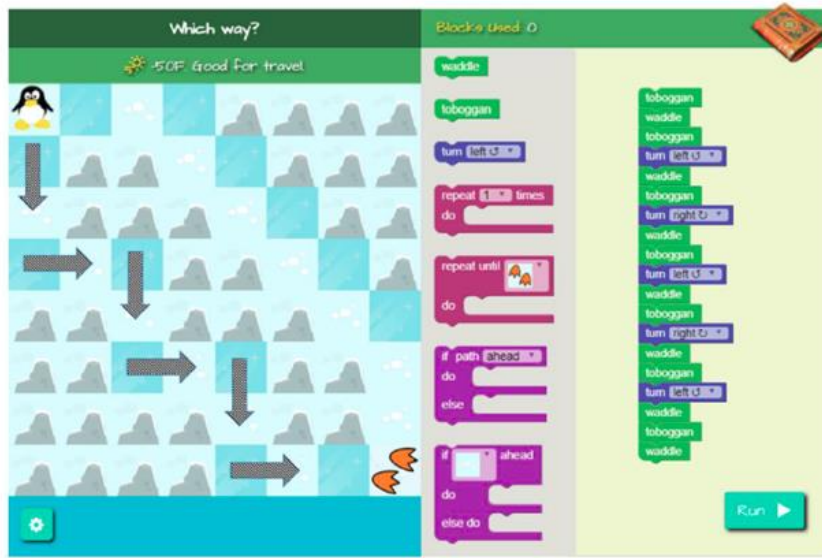 Which way?
Blocks Used 0
-50F. Good for travel
waddle
toboggan
turn left ↺
repeat 1 times
do
repeat until
do
if path ahead
do
else
if ahead
do
else do
toboggan
waddle
toboggan
turn left ↺
waddle
toboggan
turn right ↻
waddle
toboggan
turn left ↺
waddle
toboggan
turn right ↻
waddle
toboggan
turn left ↺
waddle
toboggan
waddle
Run